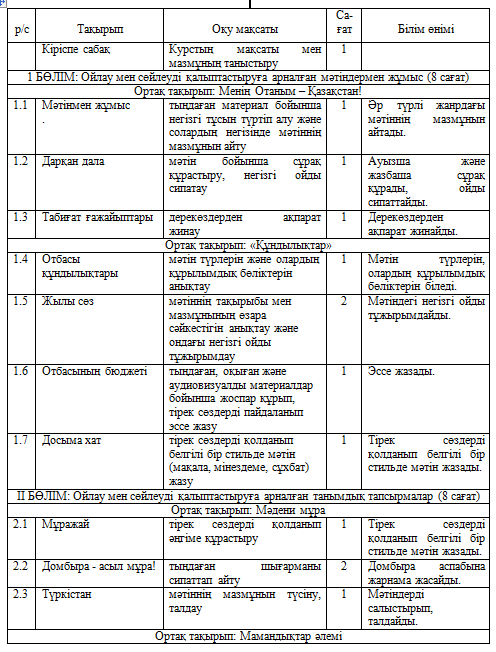 р/с Тақырып Оқу мақсаты Са-ғат Білім өнімі
Кіріспе сабақ Курстың мақсаты мен 1
мазмұнын таныстыру
1 БӨЛІМ: Ойлау мен сөйлеуді қалыптастыруға арналған мәтіндермен жұмыс (8 сағат)
Ортақ тақырып: Менің Отаным – Қазақстан!
1.1 Мәтінмен жұмыс тыңдаған материал бойынша 1 Әр түрлі жанрдағы
. негізгі тұсын түртіп алу және мәтіннің мазмұнын
солардың негізінде мәтіннің айтады.
мазмұнын айту
1.2 Дарқан дала мәтін бойынша сұрақ 1 Ауызша және
құрастыру, негізгі ойды жазбаша сұрақ
сипатау құрады, ойды
сипаттайды.
1.3 Табиғат ғажайыптары дерекөздерден ақпарат 1 Дерекөздерден
жинау ақпарат жинайды.
Ортақ тақырып: «Құндылықтар»
1.4 Отбасы мәтін түрлерін және олардың 1 Мәтін түрлерін,
құндылықтары құрылымдық бөліктерін олардың құрылымдық
анықтау бөліктерін біледі.
1.5 Жылы сөз мәтіннің тақырыбы мен 2 Мәтіндегі негізгі ойды
мазмұнының өзара тұжырымдайды.
сәйкестігін анықтау және
ондағы негізгі ойды
тұжырымдау
1.6 Отбасының бюджеті тыңдаған, оқыған және 1 Эссе жазады.
аудиовизуалды материалдар
бойынша жоспар құрып,
тірек сөздерді пайдаланып
эссе жазу
1.7 Досыма хат тірек сөздерді қолданып 1 Тірек сөздерді
белгілі бір стильде мәтін қолданып белгілі бір
(мақала, мінездеме, сұхбат) стильде мәтін жазады.
жазу
ІІ БӨЛІМ: Ойлау мен сөйлеуді қалыптастыруға арналған танымдық тапсырмалар (8 сағат)
Ортақ тақырып: Мәдени мұра
2.1 Мұражай тірек сөздерді қолданып 1 Тірек сөздерді
әңгіме құрастыру қолданып белгілі бір
стильде мәтін жазады.
2.2 Домбыра - асыл мұра! тыңдаған шығарманы 2 Домбыра аспабына
сипаттап айту жарнама жасайды.
2.3 Түркістан мәтіннің мазмұнын түсіну, 1 Мәтіндерді
талдау салыстырып,
талдайды.
Ортақ тақырып: Мамандықтар әлемі